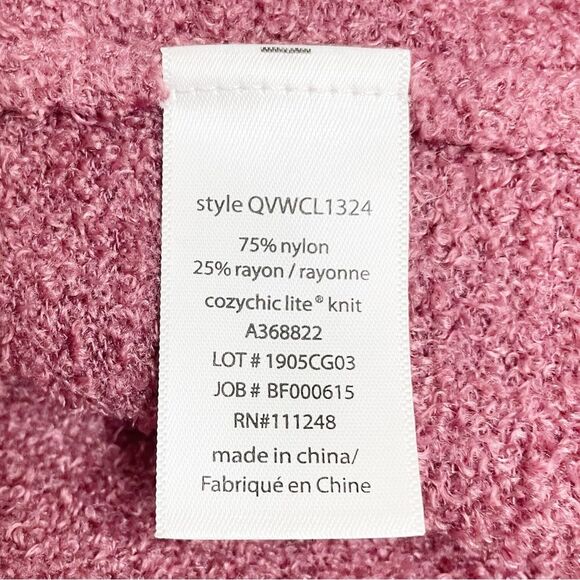 style QVWCL1324
75% nylon
25% rayon / rayonne
cozychic lite® knit
A368822
LOT # 1905CG03
JOB # BF000615
RN#111248
made in china/
Fabriqué en Chine